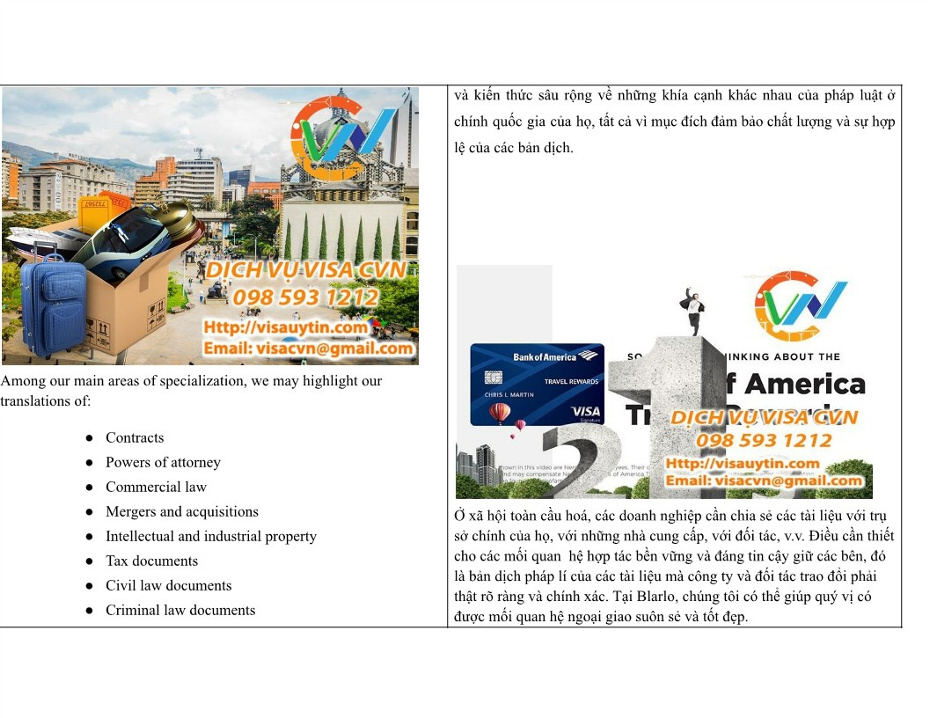 DỊCH VỤ VISA CVN
098 593 1212
Http://visauytin.com
Email: visacvn@gmail.com
Among our main areas of specialization, we may highlight our
translations of:
● Contracts
● Powers of attorney
● Commercial law
● Mergers and acquisitions
● Intellectual and industrial property
● Tax documents
● Civil law documents
● Criminal law documents
và kiến thức sâu rộng về những khía cạnh khác nhau của pháp luật ở
chính quốc gia của họ, tất cả vì mục đích đảm bảo chất lượng và sự hợp
lệ của các bản dịch.
CVN
Bank of America
TRAVEL REWARDS
CHRIS L MARTIN
VISA
Signature
THINKING ABOUT THE
of America
DỊCH VỤ VISA CVN
098 593 1212
Http://visauytin.com
Email: visacvn@gmail.com
Ở xã hội toàn cầu hoá, các doanh nghiệp cần chia sẻ các tài liệu với trụ
sở chính của họ, với những nhà cung cấp, với đối tác, v.v. Điều cần thiết
cho các mối quan hệ hợp tác bền vững và đáng tin cậy giữ các bên, đó
là bản dịch pháp lí của các tài liệu mà công ty và đối tác trao đổi phải
thật rõ ràng và chính xác. Tại Blarlo, chúng tôi có thể giúp quý vị có
được mối quan hệ ngoại giao suôn sẻ và tốt đẹp.